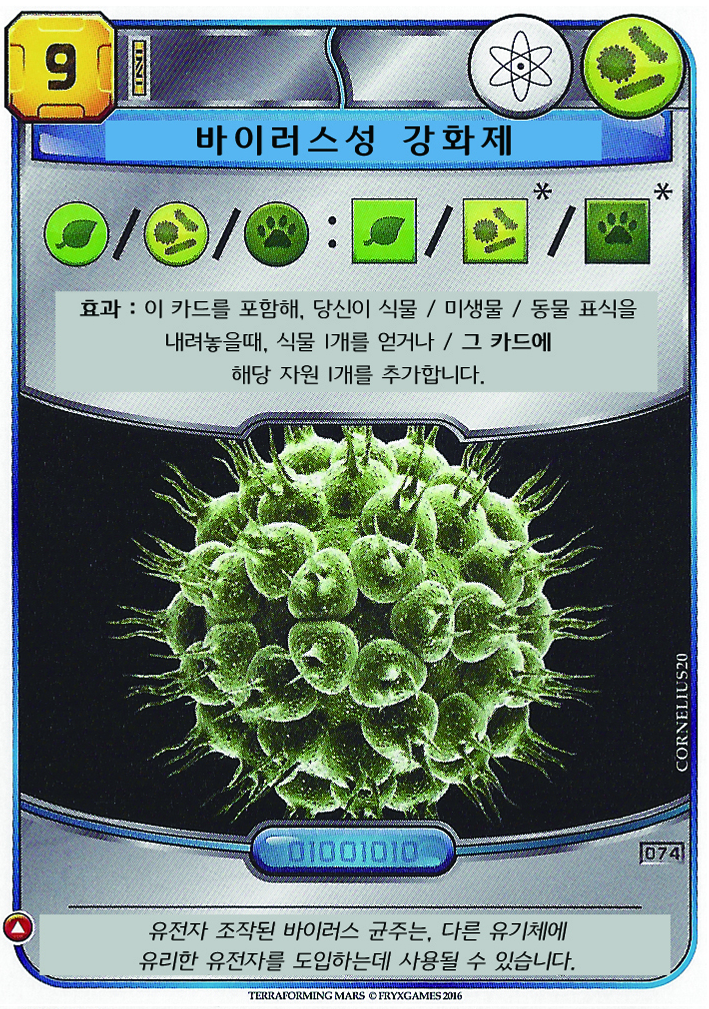 9
바이러스성 강화제
/ / : / * / *
효과 : 이 카드를 포함해, 당신이 식물 / 미생물 / 동물 표식을
내려놓을때, 식물 1개를 얻거나 / 그 카드에
해당 자원 1개를 추가합니다.
CORNELIUS20
01001010
074
유전자 조작된 바이러스 균주는, 다른 유기체에
유리한 유전자를 도입하는데 사용될 수 있습니다.
TERRAFORMING MARS © FRYXGAMES 2016